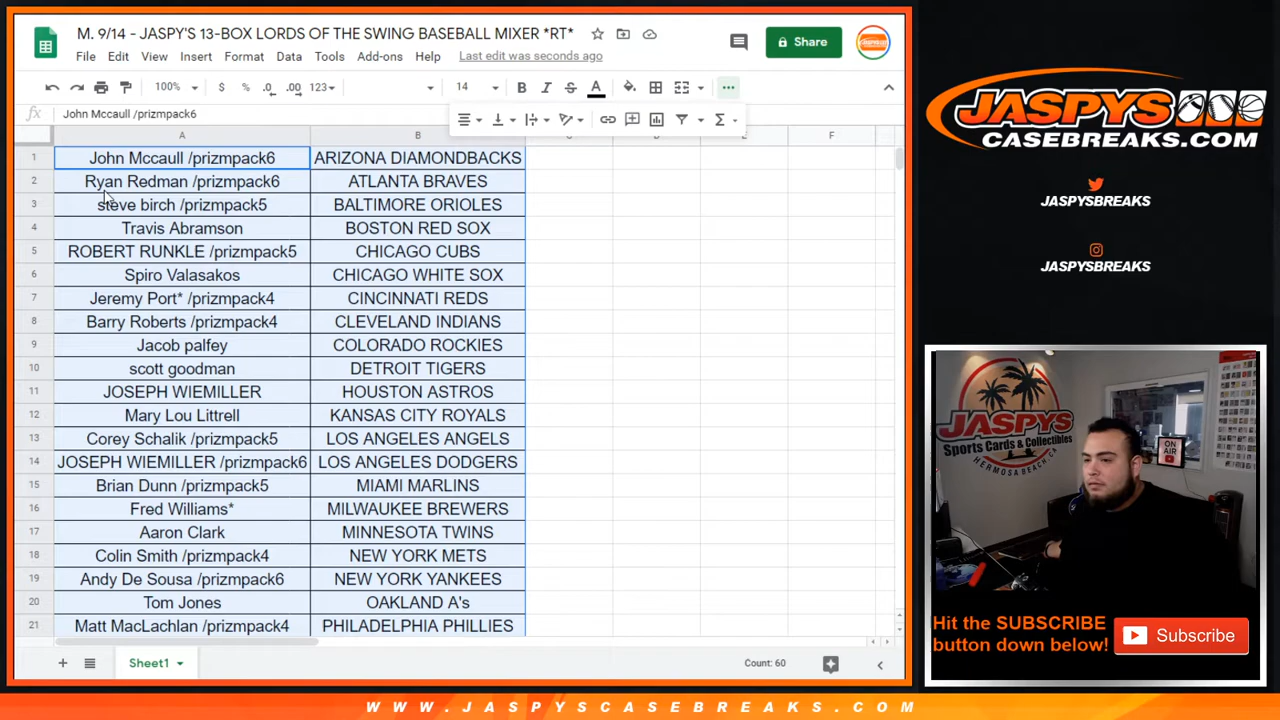 M. 9/14 - JASPY'S 13-BOX LORDS OF THE SWING BASEBALL MIXER *RT*
Share
File Edit View Insert Format Data Tools Add-ons Help Last edit was seconds ago
100% $ % .0 .00 123 14 B I S A
fx John Mccaull /prizmpack6
A B F
1 John Mccaull /prizmpack6 ARIZONA DIAMONDBACKS
2 Ryan Redman /prizmpack6 ATLANTA BRAVES
3 steve birch /prizmpack5 BALTIMORE ORIOLES
4 Travis Abramson BOSTON RED SOX
5 ROBERT RUNKLE /prizmpack5 CHICAGO CUBS
6 Spiro Valasakos CHICAGO WHITE SOX
7 Jeremy Port* /prizmpack4 CINCINNATI REDS
8 Barry Roberts /prizmpack4 CLEVELAND INDIANS
9 Jacob palfey COLORADO ROCKIES
10 scott goodman DETROIT TIGERS
11 JOSEPH WIEMILLER HOUSTON ASTROS
12 Mary Lou Littrell KANSAS CITY ROYALS
13 Corey Schalik /prizmpack5 LOS ANGELES ANGELS
14 JOSEPH WIEMILLER /prizmpack6 LOS ANGELES DODGERS
15 Brian Dunn /prizmpack5 MIAMI MARLINS
16 Fred Williams* MILWAUKEE BREWERS
17 Aaron Clark MINNESOTA TWINS
18 Colin Smith /prizmpack4 NEW YORK METS
19 Andy De Sousa /prizmpack6 NEW YORK YANKEES
20 Tom Jones OAKLAND A's
21 Matt MacLachlan /prizmpack4 PHILADELPHIA PHILLIES
Sheet1
Count: 60
JASPYS
CASEBREAKS.COM
JASPYSBREAKS
JASPYSBREAKS
JASPYS
Sports Cards & Collectibles
HERMOSA BEACH CA
ON AIR
Hit the SUBSCRIBE
button down below!
Subscribe
WWW.JASPYSCASEBREAKS.COM